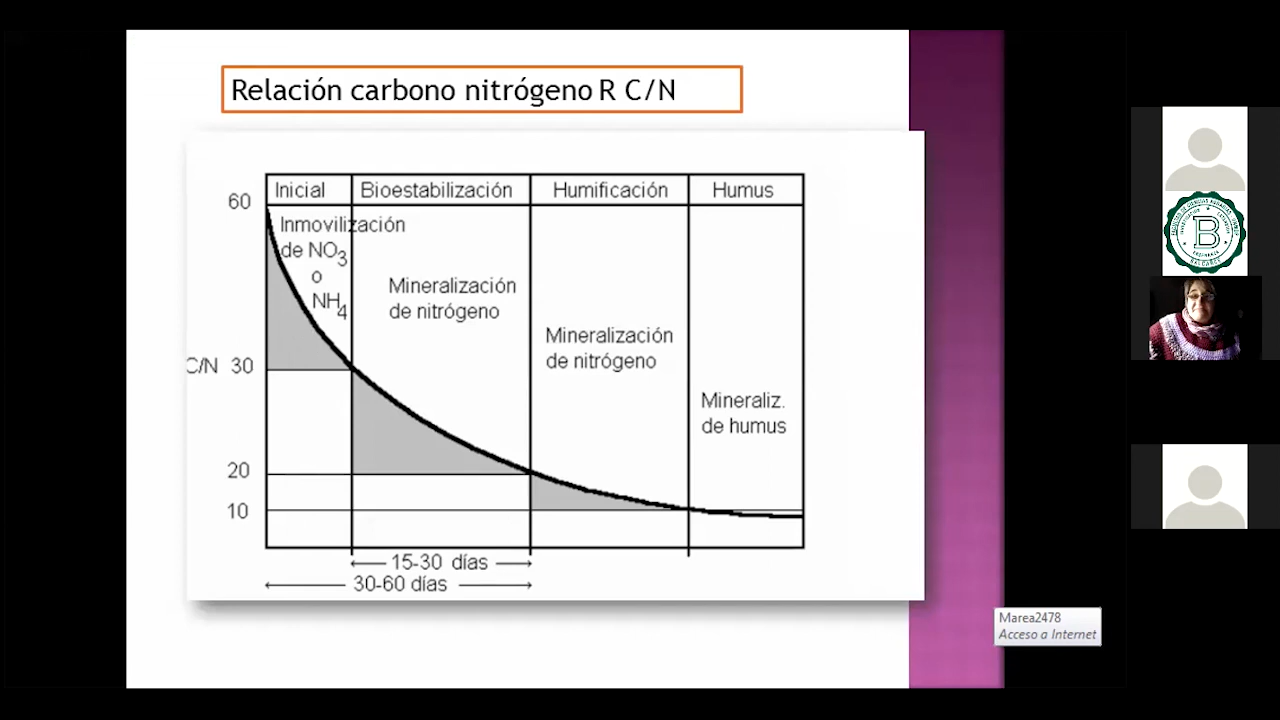 Relación carbono nitrógeno R C/N
Inicial
Bioestabilización
Humificación
Humus
60
Inmovilización
de NO3
o
NH4
Mineralización
de nitrógeno
Mineralización
de nitrógeno
Mineraliz.
de humus
C/N 30
20
10
15-30 días
30-60 días
B
BALCARCE
Marea2478
Acceso a Internet